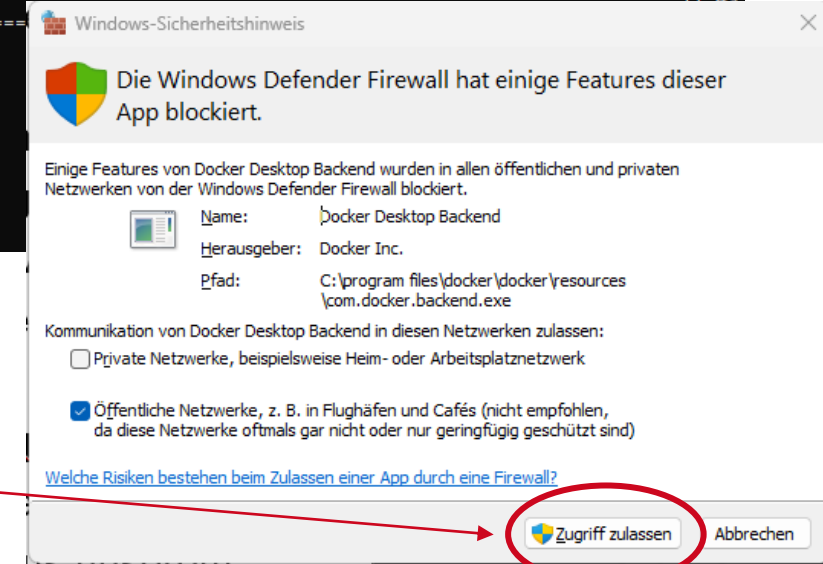 Windows-Sicherheitshinweis
Die Windows Defender Firewall hat einige Features dieser
App blockiert.
Einige Features von Docker Desktop Backend wurden in allen öffentlichen und privaten
Netzwerken von der Windows Defender Firewall blockiert.
Name: Docker Desktop Backend
Herausgeber: Docker Inc.
Pfad: C:\program files\docker\docker\resources
\com.docker.backend.exe
Kommunikation von Docker Desktop Backend in diesen Netzwerken zulassen:
Private Netzwerke, beispielsweise Heim- oder Arbeitsplatznetzwerk
Öffentliche Netzwerke, z. B. in Flughäfen und Cafés (nicht empfohlen,
da diese Netzwerke oftmals gar nicht oder nur geringfügig geschützt sind)
Welche Risiken bestehen beim Zulassen einer App durch eine Firewall?
Zugriff zulassen Abbrechen